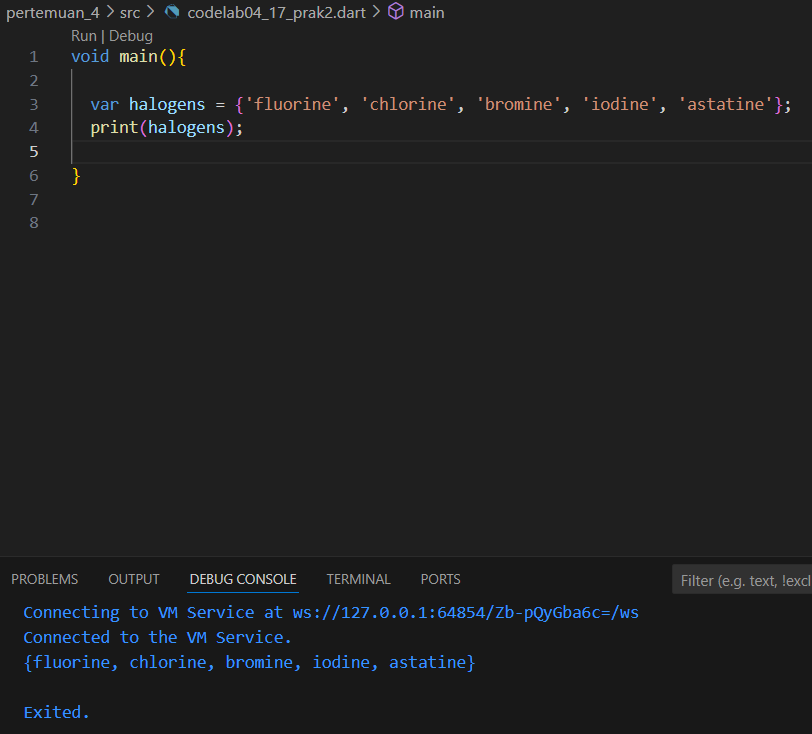 pertemuan_4 > src > codelab04_17_prak2.dart > main
Run | Debug
1 void main(){
2
3 var halogens = {'fluorine', 'chlorine', 'bromine', 'iodine', 'astatine'};
4 print(halogens);
5
6 }
7
8
PROBLEMS OUTPUT DEBUG CONSOLE TERMINAL PORTS Filter (e.g. text, !excl
Connecting to VM Service at ws://127.0.0.1:64854/Zb-pQyGba6c=/ws
Connected to the VM Service.
{fluorine, chlorine, bromine, iodine, astatine}
Exited.